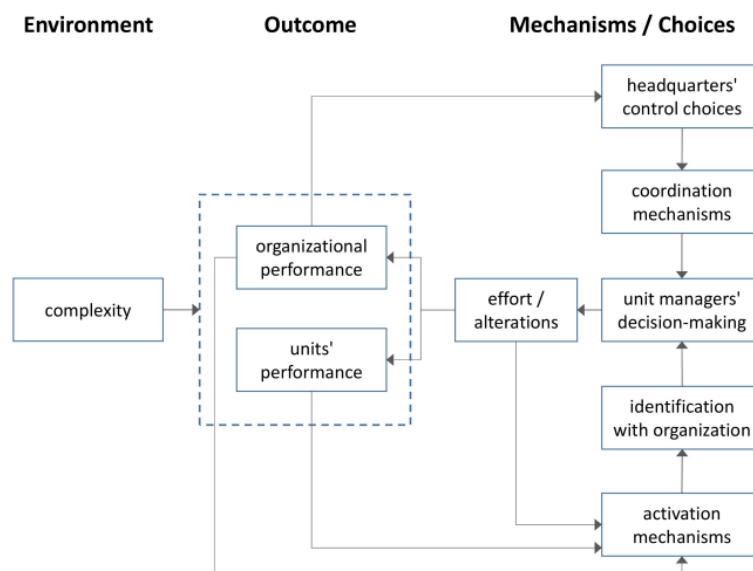 Environment
Outcome
Mechanisms / Choices
headquarters'
control choices
coordination
mechanisms
organizational
performance
complexity
effort /
alterations
unit managers'
decision-making
units'
performance
identification
with organization
activation
mechanisms